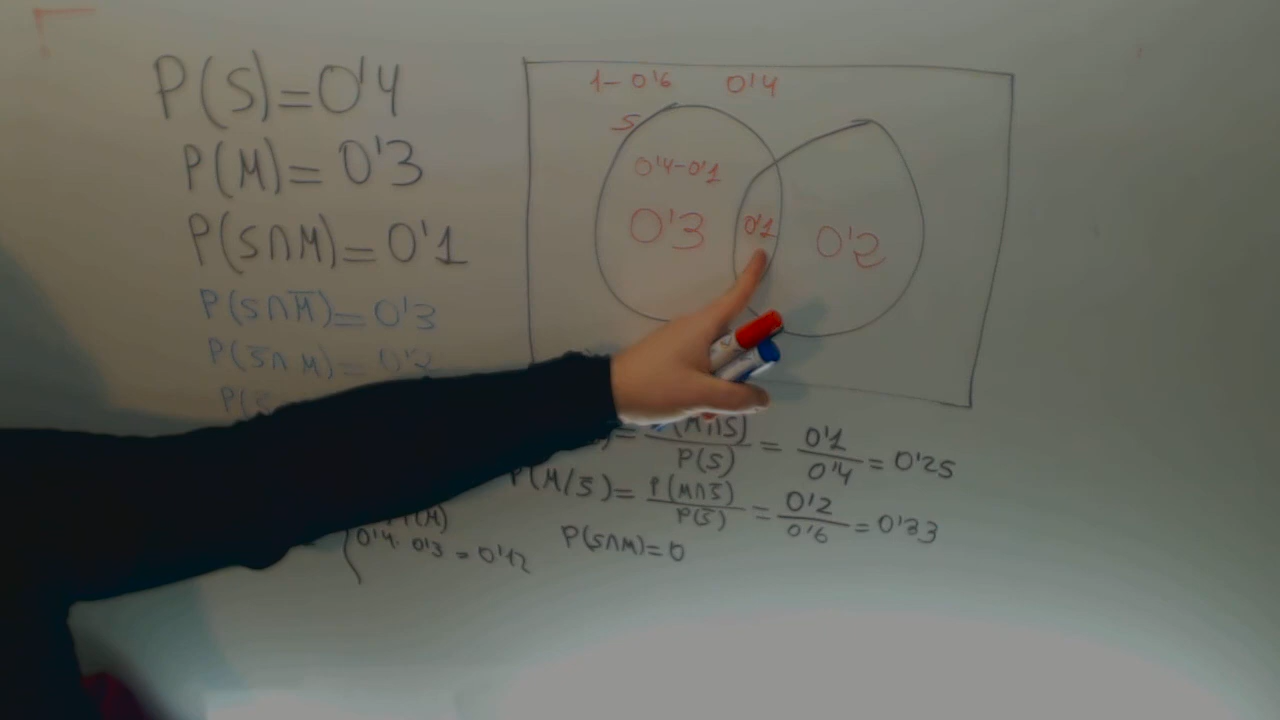 P(S)=0'4
P(M)=0'3
P(S∩M)=0'1
P(S∩M̅)=0'3
P(S̅∩M)=0'2
P(
1-0'6 0'4
S
0'4-0'1
0'3 0'1 0'2
)= (M∩S)/P(S) = 0'1/0'4 = 0'25
P(M/S̅)= P(M∩S̅)/P(S̅) = 0'2/0'6 = 0'33
(M)
0'4·0'3=0'12 P(S∩M)=0